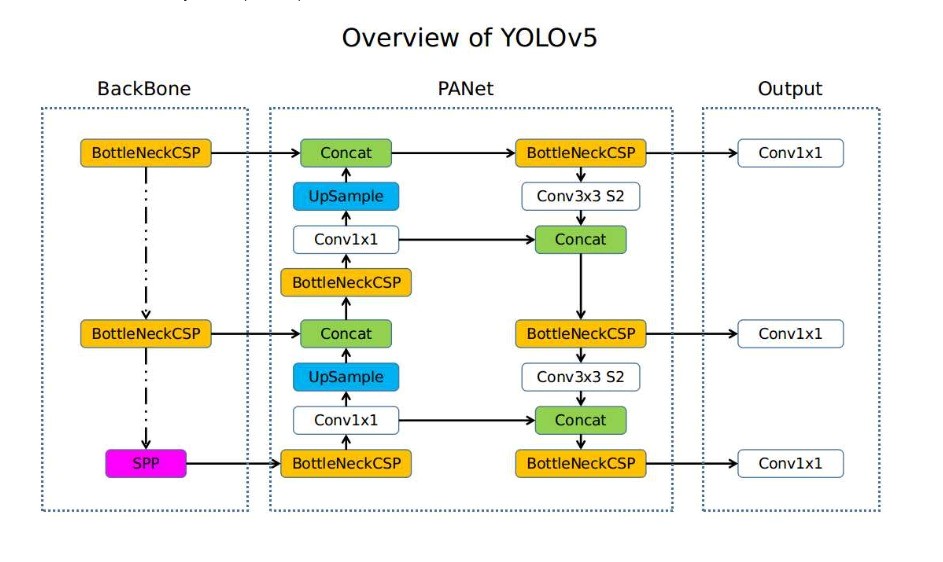 Overview of YOLOv5
BackBone
PANet
Output
BottleNeckCSP
Concat
BottleNeckCSP
Conv1x1
UpSample
Conv3x3 S2
Conv1x1
Concat
BottleNeckCSP
BottleNeckCSP
Concat
BottleNeckCSP
Conv1x1
UpSample
Conv3x3 S2
Conv1x1
Concat
SPP
BottleNeckCSP
BottleNeckCSP
Conv1x1